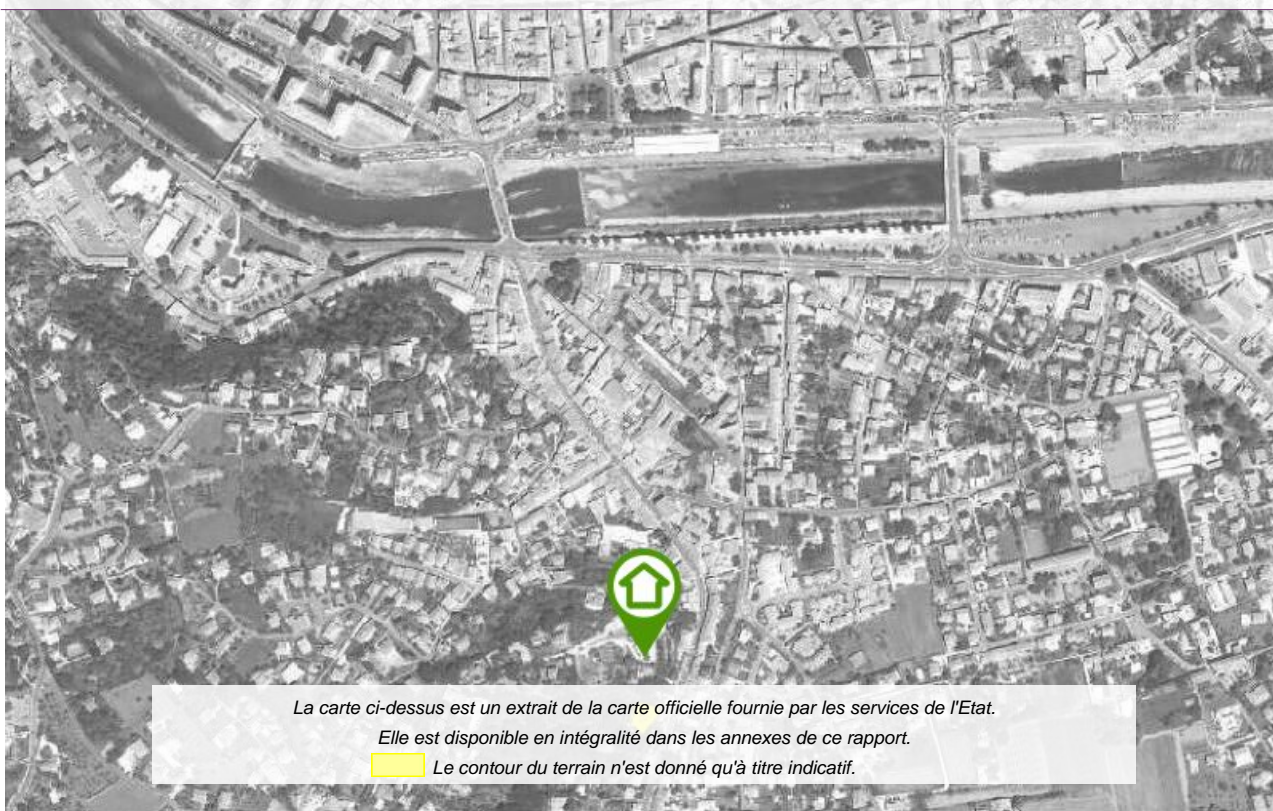 La carte ci-dessus est un extrait de la carte officielle fournie par les services de l'Etat.
Elle est disponible en intégralité dans les annexes de ce rapport.
Le contour du terrain n'est donné qu'à titre indicatif.